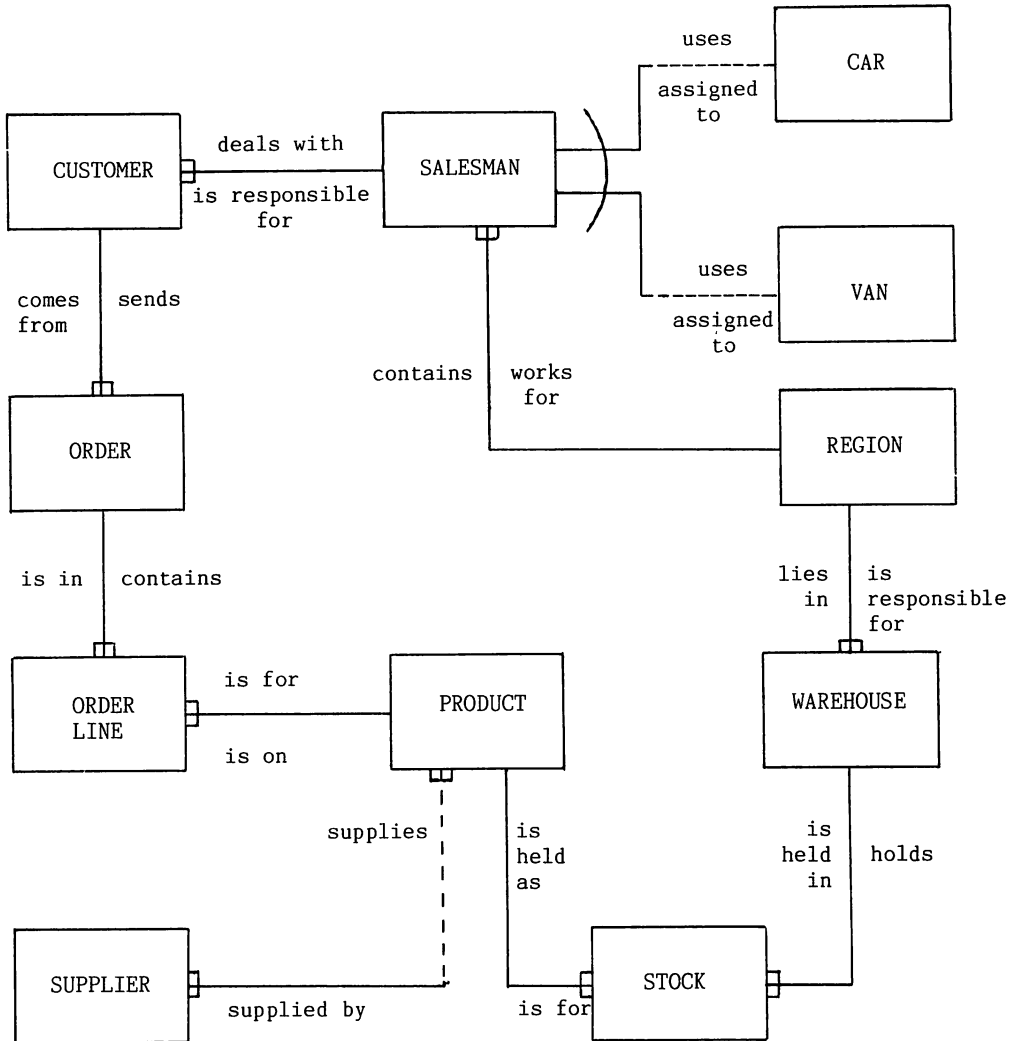 uses
CAR
assigned
to
deals with
CUSTOMER
SALESMAN
is responsible
for
uses
VAN
assigned
to
comes
from
sends
contains
works
for
ORDER
REGION
is in
contains
lies
in
is
responsible
for
is for
ORDER
LINE
PRODUCT
WAREHOUSE
is on
supplies
is
held
as
is
held
in
holds
SUPPLIER
STOCK
supplied by
is for